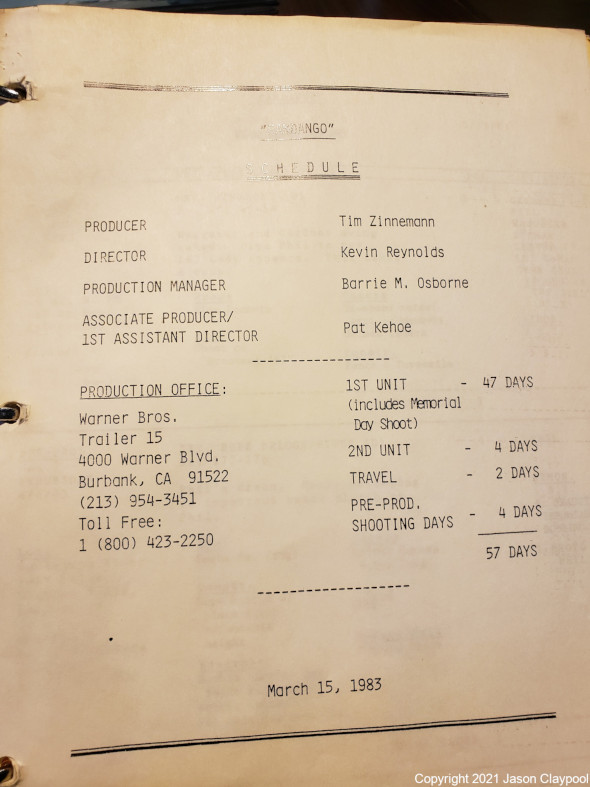 SCHEDULE
PRODUCER Tim Zinnemann
DIRECTOR Kevin Reynolds
PRODUCTION MANAGER Barrie M. Osborne
ASSOCIATE PRODUCER/
1ST ASSISTANT DIRECTOR Pat Kehoe
PRODUCTION OFFICE:
Warner Bros.
Trailer 15
4000 Warner Blvd.
Burbank, CA 91522
(213) 954-3451
Toll Free:
1 (800) 423-2250
1ST UNIT - 47 DAYS
(includes Memorial
Day Shoot)
2ND UNIT - 4 DAYS
TRAVEL - 2 DAYS
PRE-PROD.
SHOOTING DAYS - 4 DAYS
57 DAYS
March 15, 1983
Copyright 2021 Jason Claypool